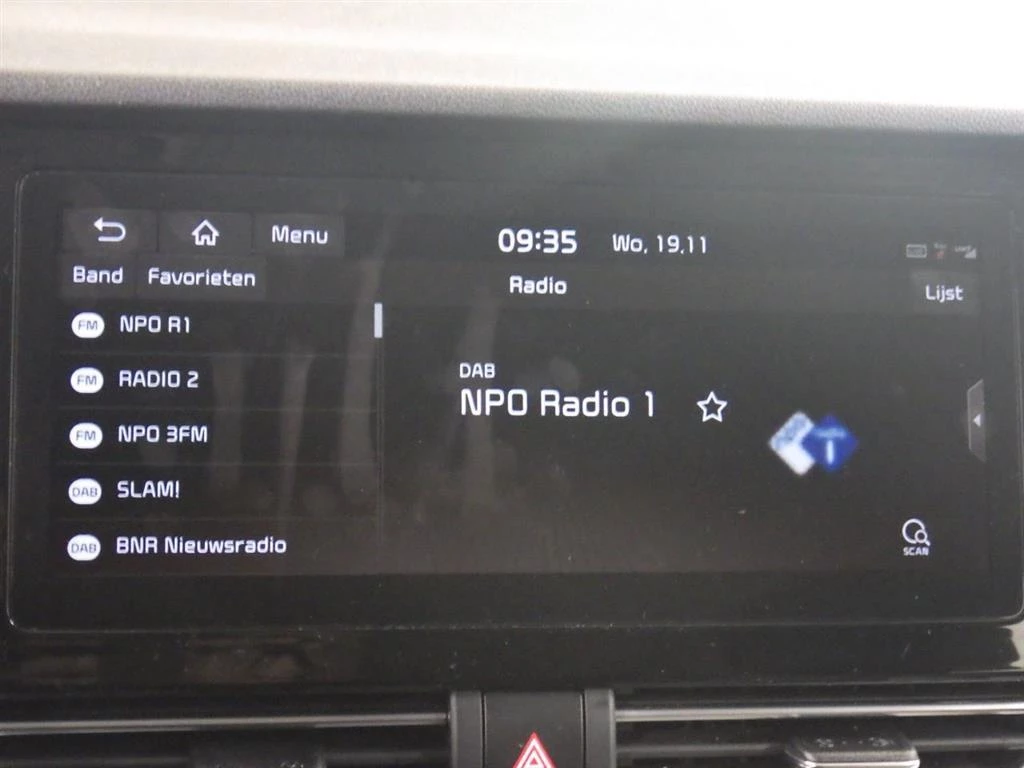 Menu
09:35 Wo. 19.11
Band Favorieten
Radio
Lijst
FM NPO R1
FM RADIO 2
FM NPO 3FM
DAB SLAM!
DAB BNR Nieuwsradio
DAB
NPO Radio 1
1
SCAN